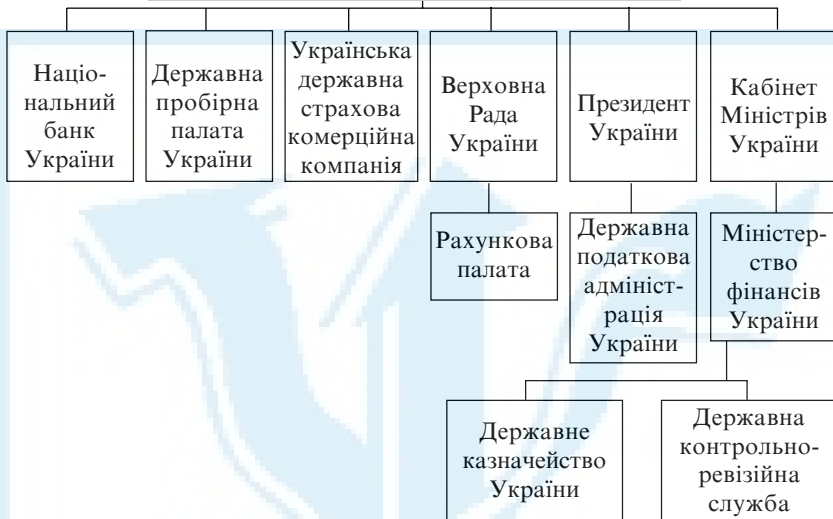 Націо-
нальний
банк
України
Державна
пробірна
палата
України
Українська
державна
страхова
комерційна
компанія
Верховна
Рада
України
Президент
України
Кабінет
Міністрів
України
Рахункова
палата
Державна
податкова
адмініст-
рація
України
Міністер-
ство
фінансів
України
Державне
казначейство
України
Державна
контрольно-
ревізійна
служба